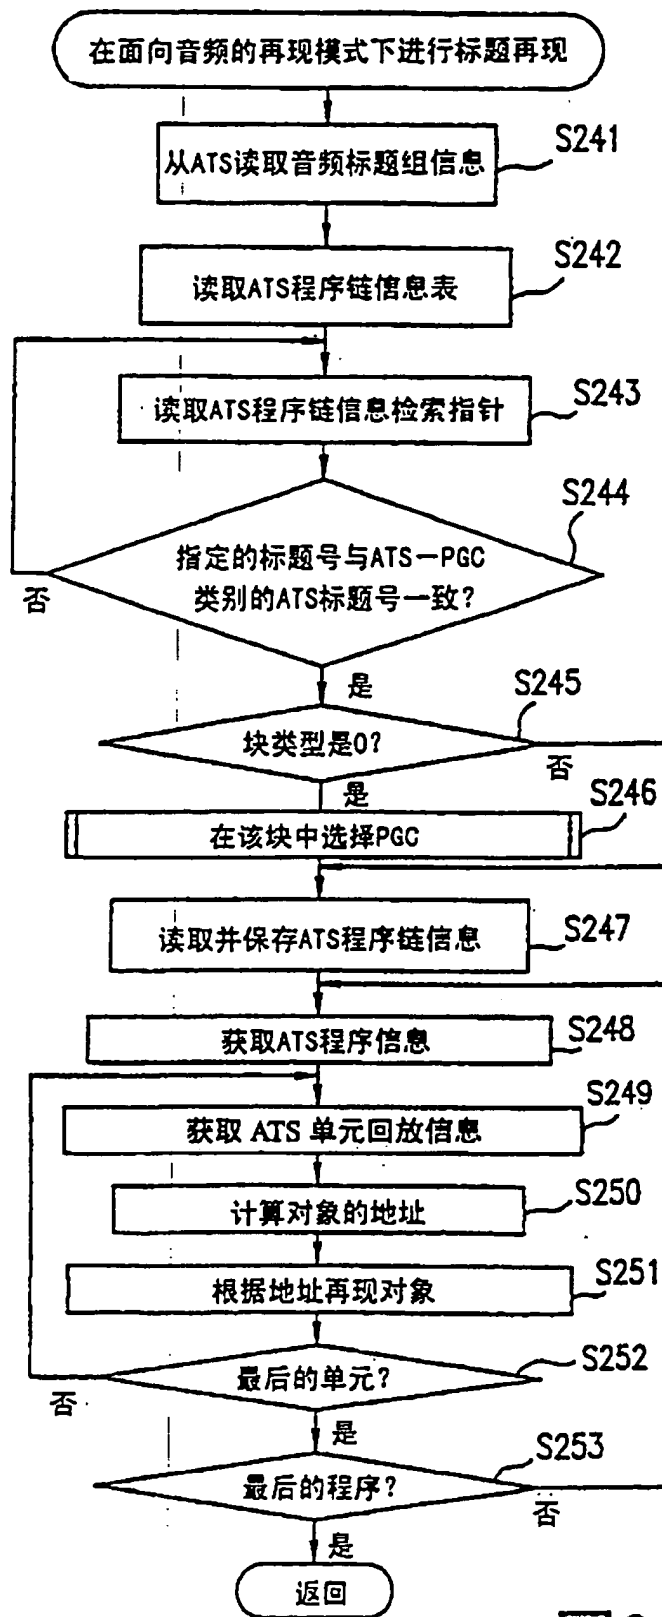 在面向音频的再现模式下进行标题再现
S241
从ATS读取音频标题组信息
S242
读取ATS程序链信息表
S243
读取ATS程序链信息检索指针
S244
指定的标题号与ATS-PGC
类别的ATS标题号一致?
否
是
S245
块类型是0?
否
是
S246
在该块中选择PGC
S247
读取并保存ATS程序链信息
S248
获取ATS程序信息
S249
获取 ATS 单元回放信息
S250
计算对象的地址
S251
根据地址再现对象
S252
最后的单元?
否
是
S253
最后的程序?
否
是
返回